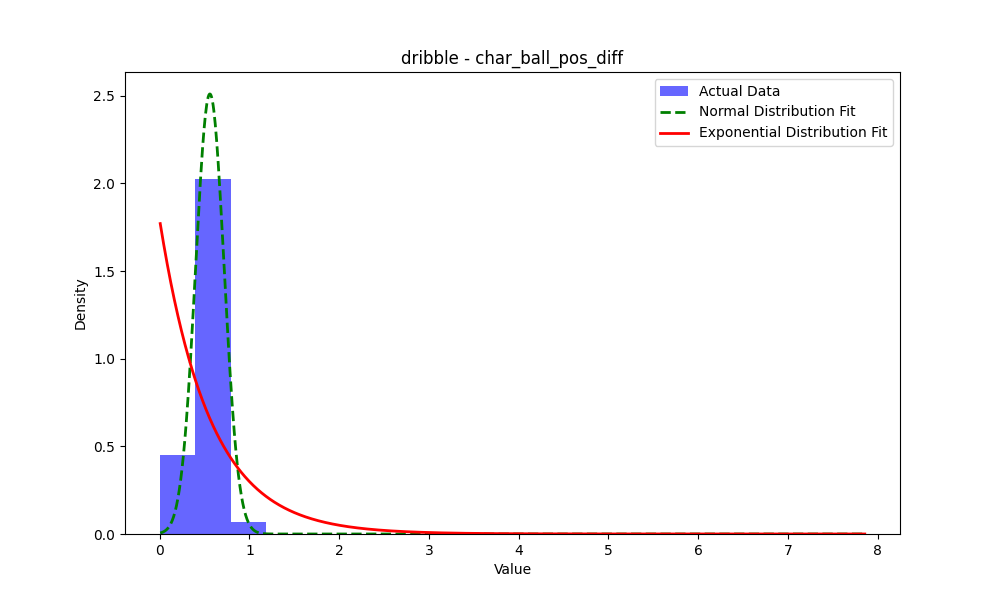 dribble - char_ball_pos_diff
Actual Data
Normal Distribution Fit
Exponential Distribution Fit
Density
2.5
2.0
1.5
1.0
0.5
0.0
0 1 2 3 4 5 6 7 8
Value